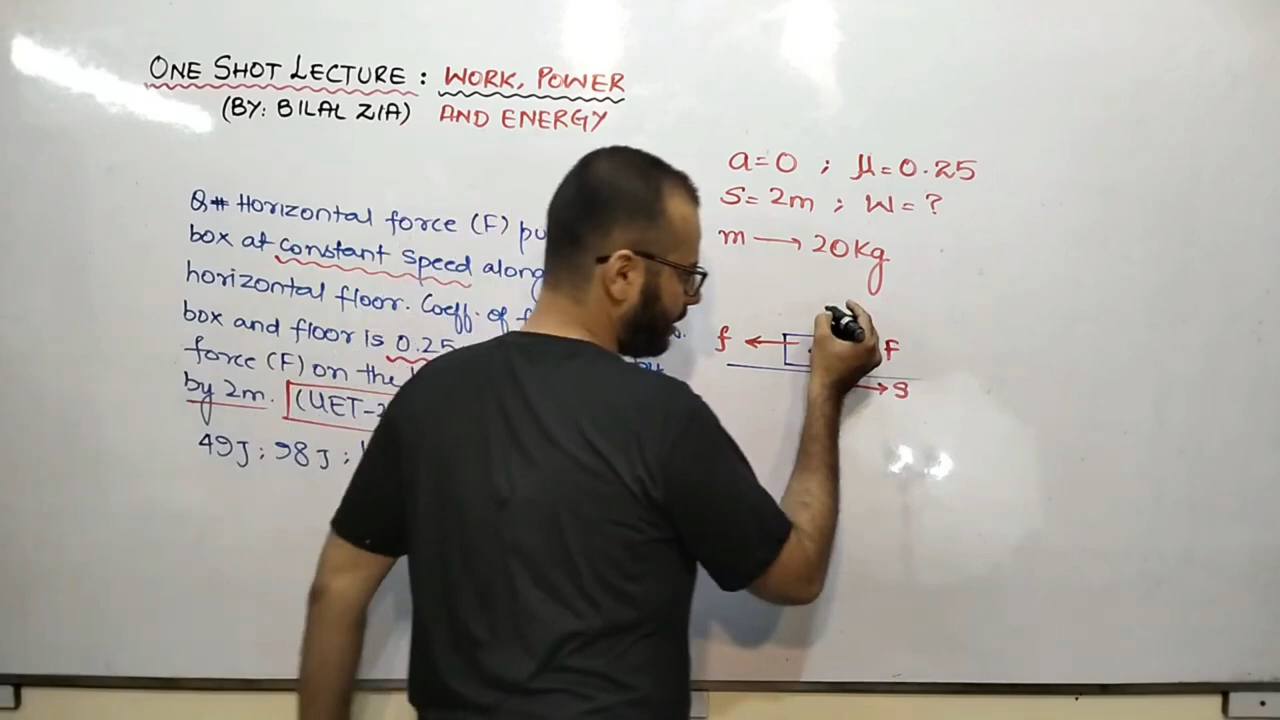 ONE SHOT LECTURE : WORK, POWER
(BY: BILAL ZIA) AND ENERGY
a=0 ; μ=0.25
S=2m ; W=?
m → 20Kg
Q# Horizontal force (F)
box at constant speed along
horizontal floor. Coeff. of
box and floor is 0.25
force (F) on the
by 2m. (UET-
49J ; 98J ;
f F
S